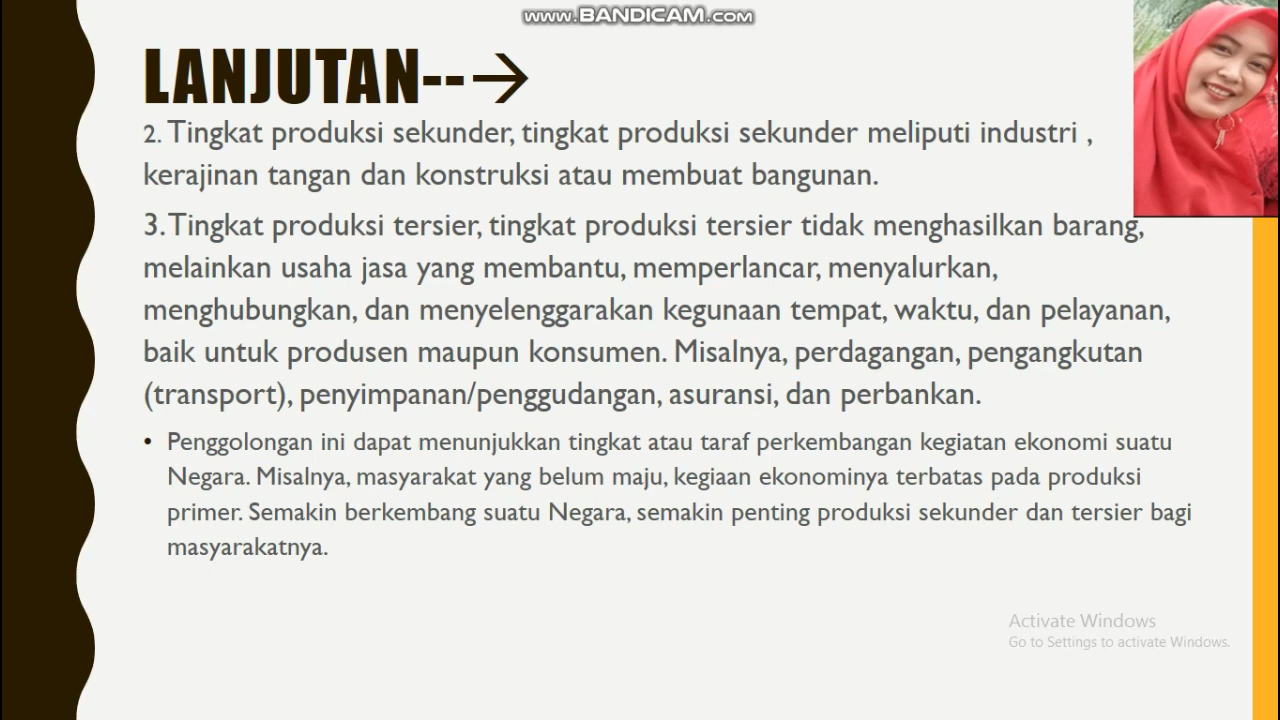 www.BANDICAM.com
LANJUTAN--→
2. Tingkat produksi sekunder, tingkat produksi sekunder meliputi industri ,
kerajinan tangan dan konstruksi atau membuat bangunan.
3. Tingkat produksi tersier, tingkat produksi tersier tidak menghasilkan barang,
melainkan usaha jasa yang membantu, memperlancar, menyalurkan,
menghubungkan, dan menyelenggarakan kegunaan tempat, waktu, dan pelayanan,
baik untuk produsen maupun konsumen. Misalnya, perdagangan, pengangkutan
(transport), penyimpanan/penggudangan, asuransi, dan perbankan.
• Penggolongan ini dapat menunjukkan tingkat atau taraf perkembangan kegiatan ekonomi suatu
Negara. Misalnya, masyarakat yang belum maju, kegiaan ekonominya terbatas pada produksi
primer. Semakin berkembang suatu Negara, semakin penting produksi sekunder dan tersier bagi
masyarakatnya.
Activate Windows
Go to Settings to activate Windows.